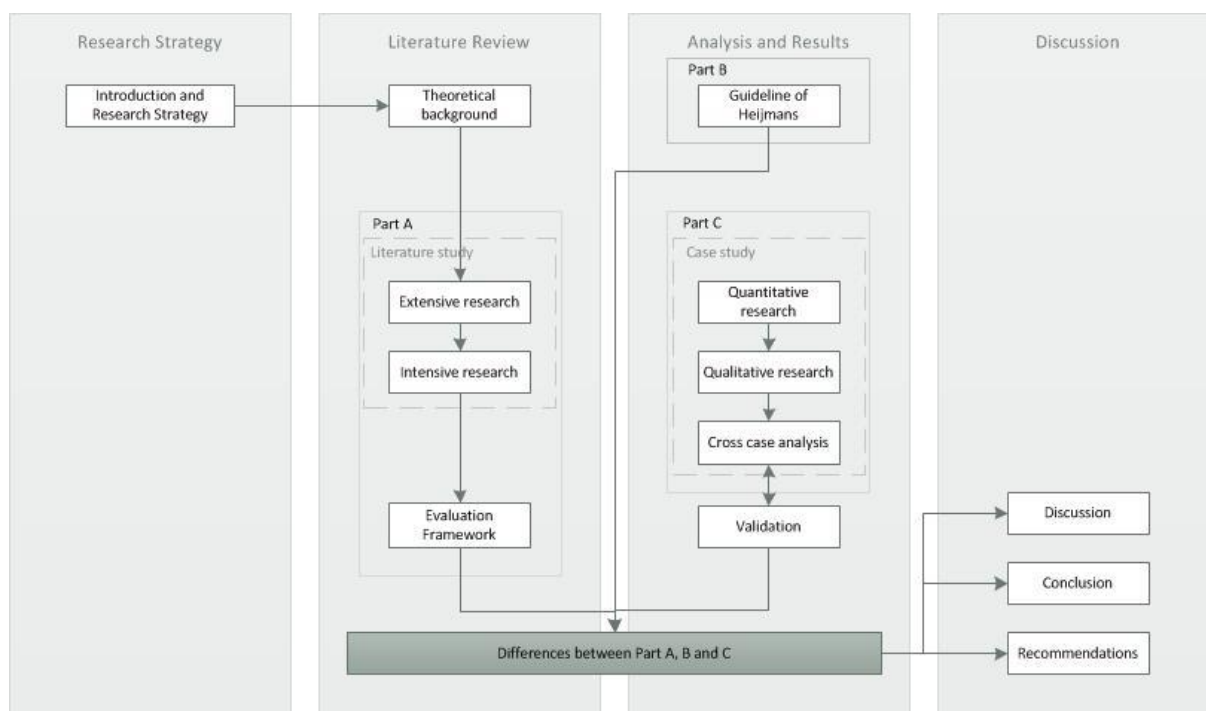 Research Strategy
Introduction and
Research Strategy
Literature Review
Theoretical
background
Part A
Literature study
Extensive research
Intensive research
Evaluation
Framework
Analysis and Results
Part B
Guideline of
Heijmans
Part C
Case study
Quantitative
research
Qualitative research
Cross case analysis
Validation
Differences between Part A, B and C
Discussion
Discussion
Conclusion
Recommendations